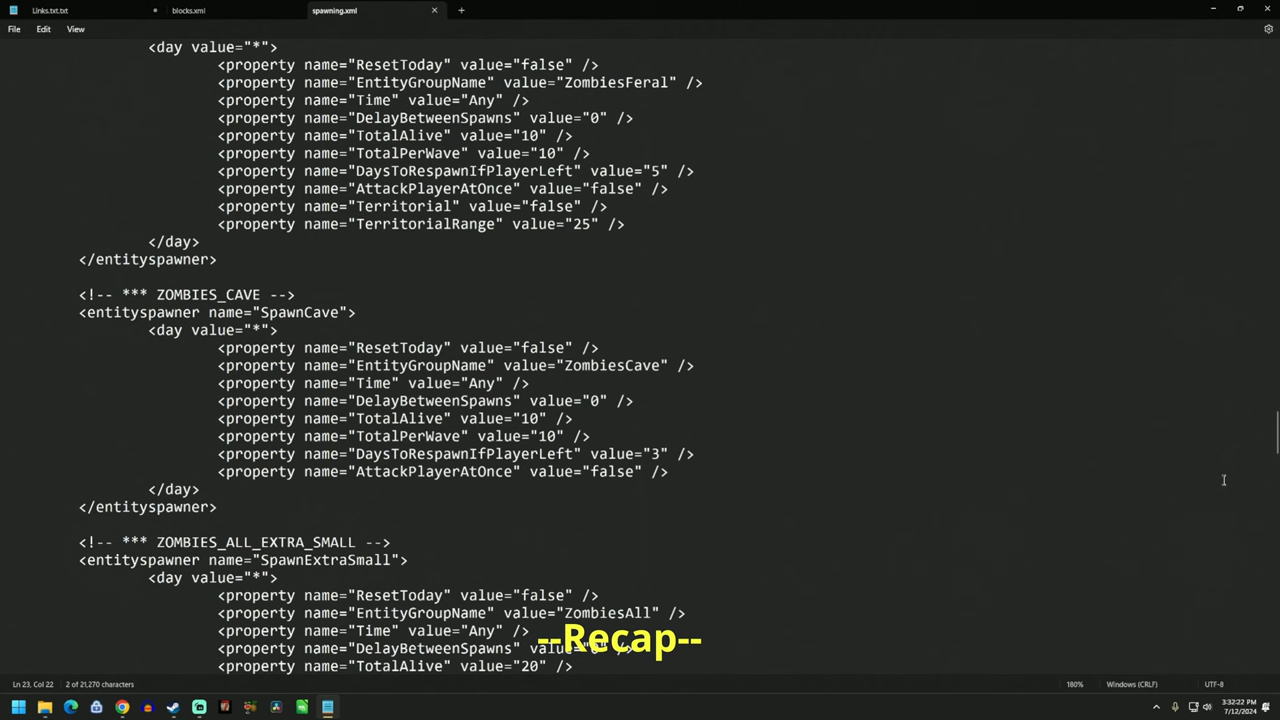 Links.txt.txt
blocks.xml
spawning.xml
File Edit View
<day value="*">
<property name="ResetToday" value="false" />
<property name="EntityGroupName" value="ZombiesFeral" />
<property name="Time" value="Any" />
<property name="DelayBetweenSpawns" value="0" />
<property name="TotalAlive" value="10" />
<property name="TotalPerWave" value="10" />
<property name="DaysToRespawnIfPlayerLeft" value="5" />
<property name="AttackPlayerAtOnce" value="false" />
<property name="Territorial" value="false" />
<property name="TerritorialRange" value="25" />
</day>
</entityspawner>
<!-- *** ZOMBIES_CAVE -->
<entityspawner name="SpawnCave">
<day value="*">
<property name="ResetToday" value="false" />
<property name="EntityGroupName" value="ZombiesCave" />
<property name="Time" value="Any" />
<property name="DelayBetweenSpawns" value="0" />
<property name="TotalAlive" value="10" />
<property name="TotalPerWave" value="10" />
<property name="DaysToRespawnIfPlayerLeft" value="3" />
<property name="AttackPlayerAtOnce" value="false" />
</day>
</entityspawner>
<!-- *** ZOMBIES_ALL_EXTRA_SMALL -->
<entityspawner name="SpawnExtraSmall">
<day value="*">
<property name="ResetToday" value="false" />
<property name="EntityGroupName" value="ZombiesAll" />
<property name="Time" value="Any" />
--Recap--
<property name="DelayBetweenSpawns" />
<property name="TotalAlive" value="20" />
Ln 23, Col 22 2 of 21,270 characters 180% Windows (CRLF) UTF-8
3:32:22 PM
7/12/2024